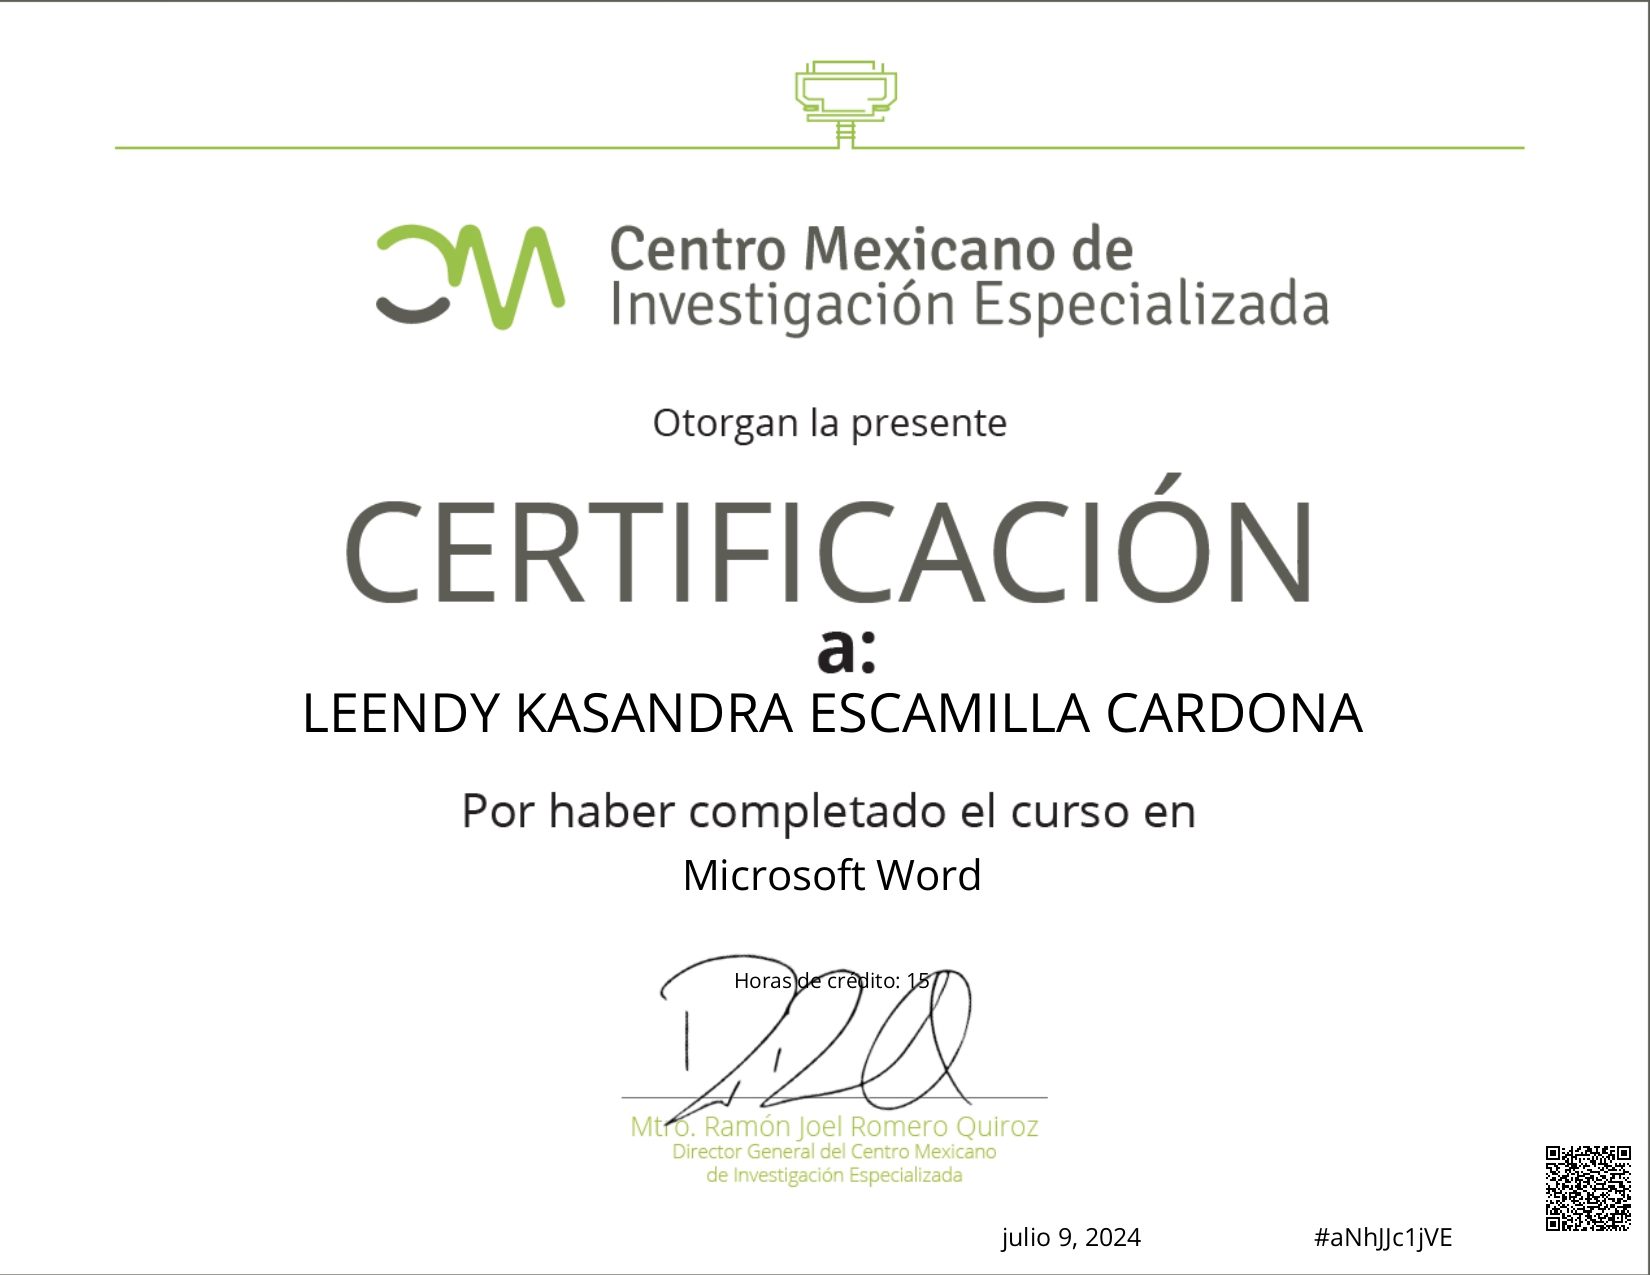 Centro Mexicano de
Investigación Especializada
Otorgan la presente
CERTIFICACIÓN
a:
LEENDY KASANDRA ESCAMILLA CARDONA
Por haber completado el curso en
Microsoft Word
Horas de crédito: 15
Mtro. Ramón Joel Romero Quiroz
Director General del Centro Mexicano
de Investigación Especializada
julio 9, 2024 #aNhJJc1jVE